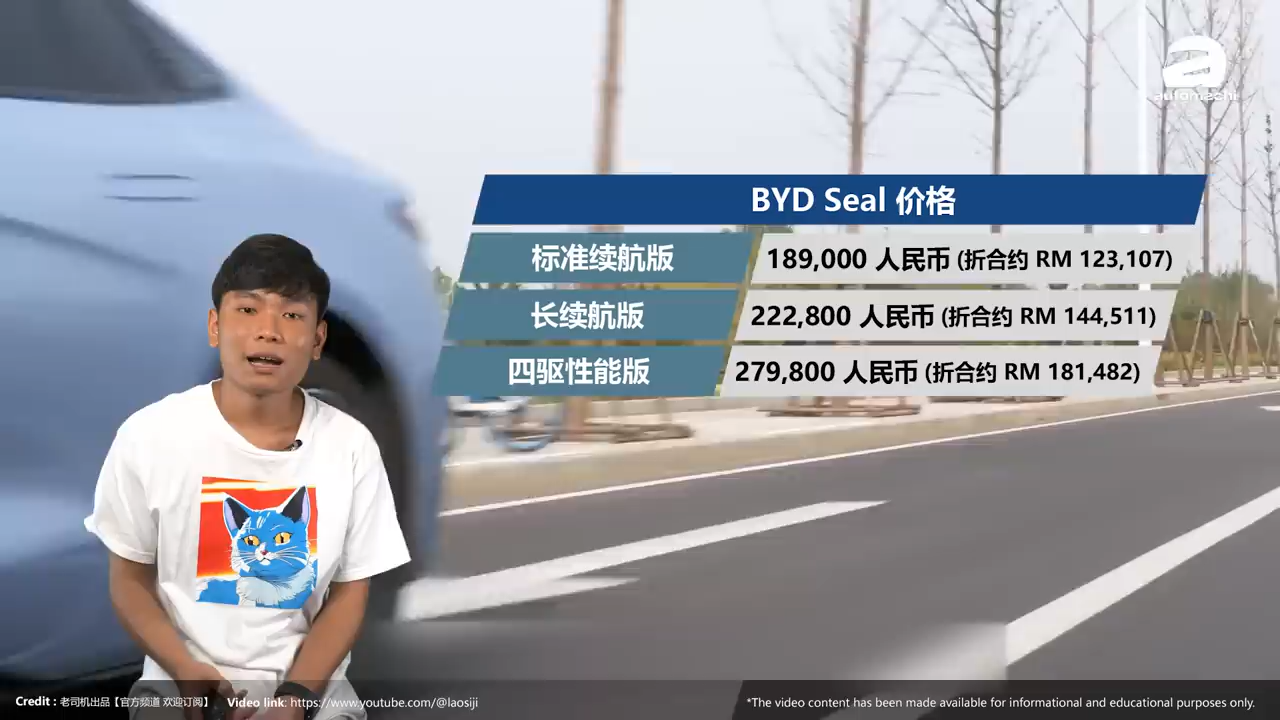 automachi
BYD Seal 价格
标准续航版 189,000 人民币 (折合约 RM 123,107)
长续航版 222,800 人民币 (折合约 RM 144,511)
四驱性能版 279,800 人民币 (折合约 RM 181,482)
Credit : 老司机出品【官方频道 欢迎订阅】 Video link: https://www.youtube.com/@laosiji
*The video content has been made available for informational and educational purposes only.